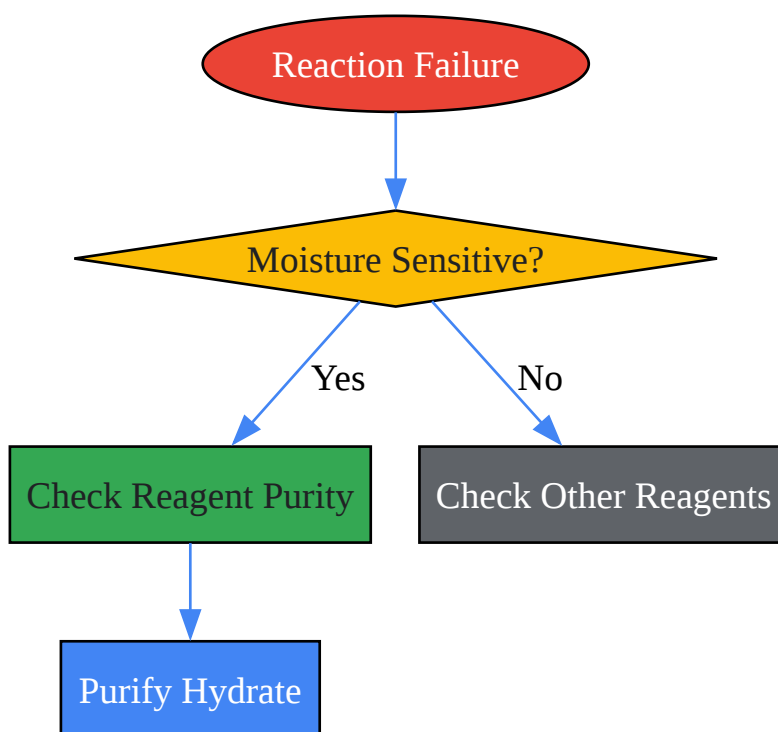 Reaction Failure
Moisture Sensitive?
Yes
No
Check Reagent Purity
Check Other Reagents
Purify Hydrate